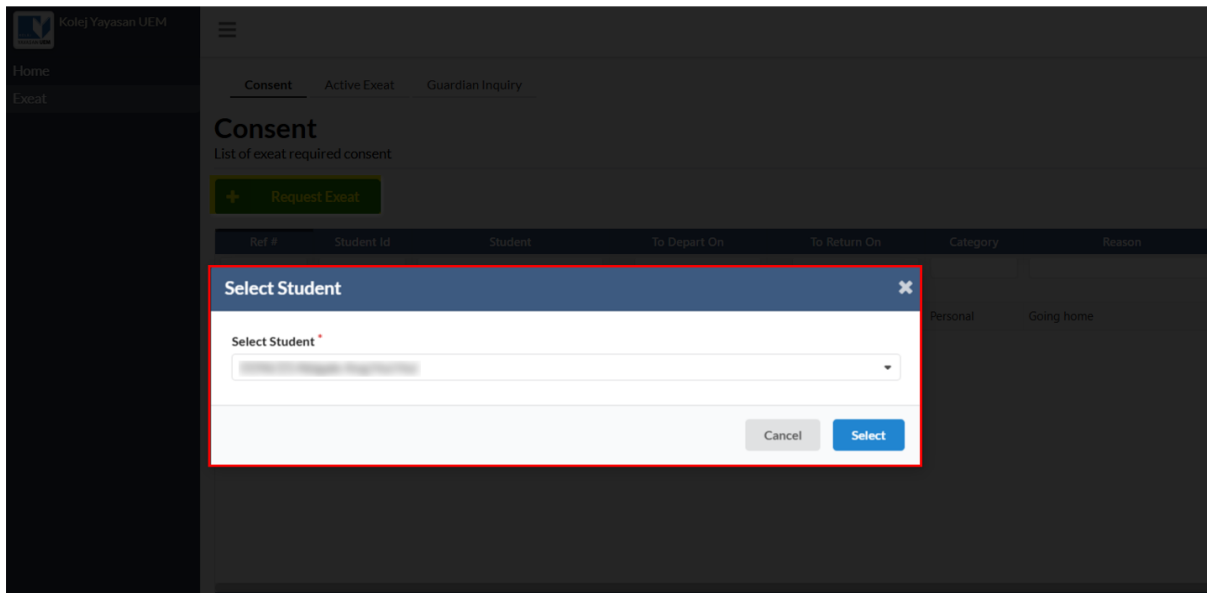 Kolej Yayasan UEM
Home
Exeat
Consent Active Exeat Guardian Inquiry
Consent
List of exeat required consent
+ Request Exeat
Ref # Student Id Student To Depart On To Return On Category Reason
Personal Going home
Select Student
Select Student *
Cancel Select